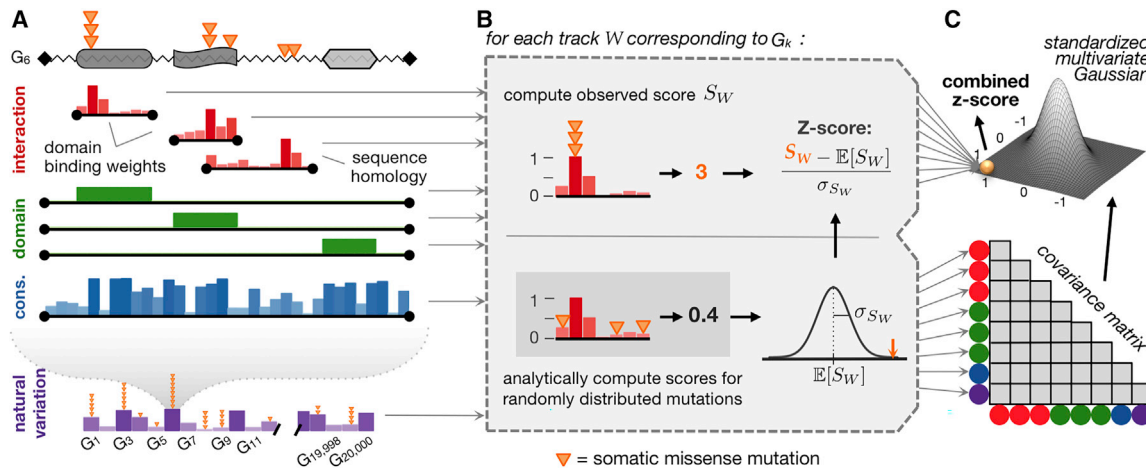 A
B
C
G6
interaction
domain
binding weights
sequence
homology
domain
cons.
natural
variation
G1
G3
G5
G7
G9
G11
G19,998
G20,000
for each track W corresponding to Gk :
compute observed score SW
1
0
3
Z-score:
SW − 𝔼[SW]
σSW
1
0
0.4
σSW
𝔼[SW]
analytically compute scores for
randomly distributed mutations
= somatic missense mutation
standardized
multivariate
Gaussian
combined
z-score
-1
0
1
1
0
-1
covariance matrix